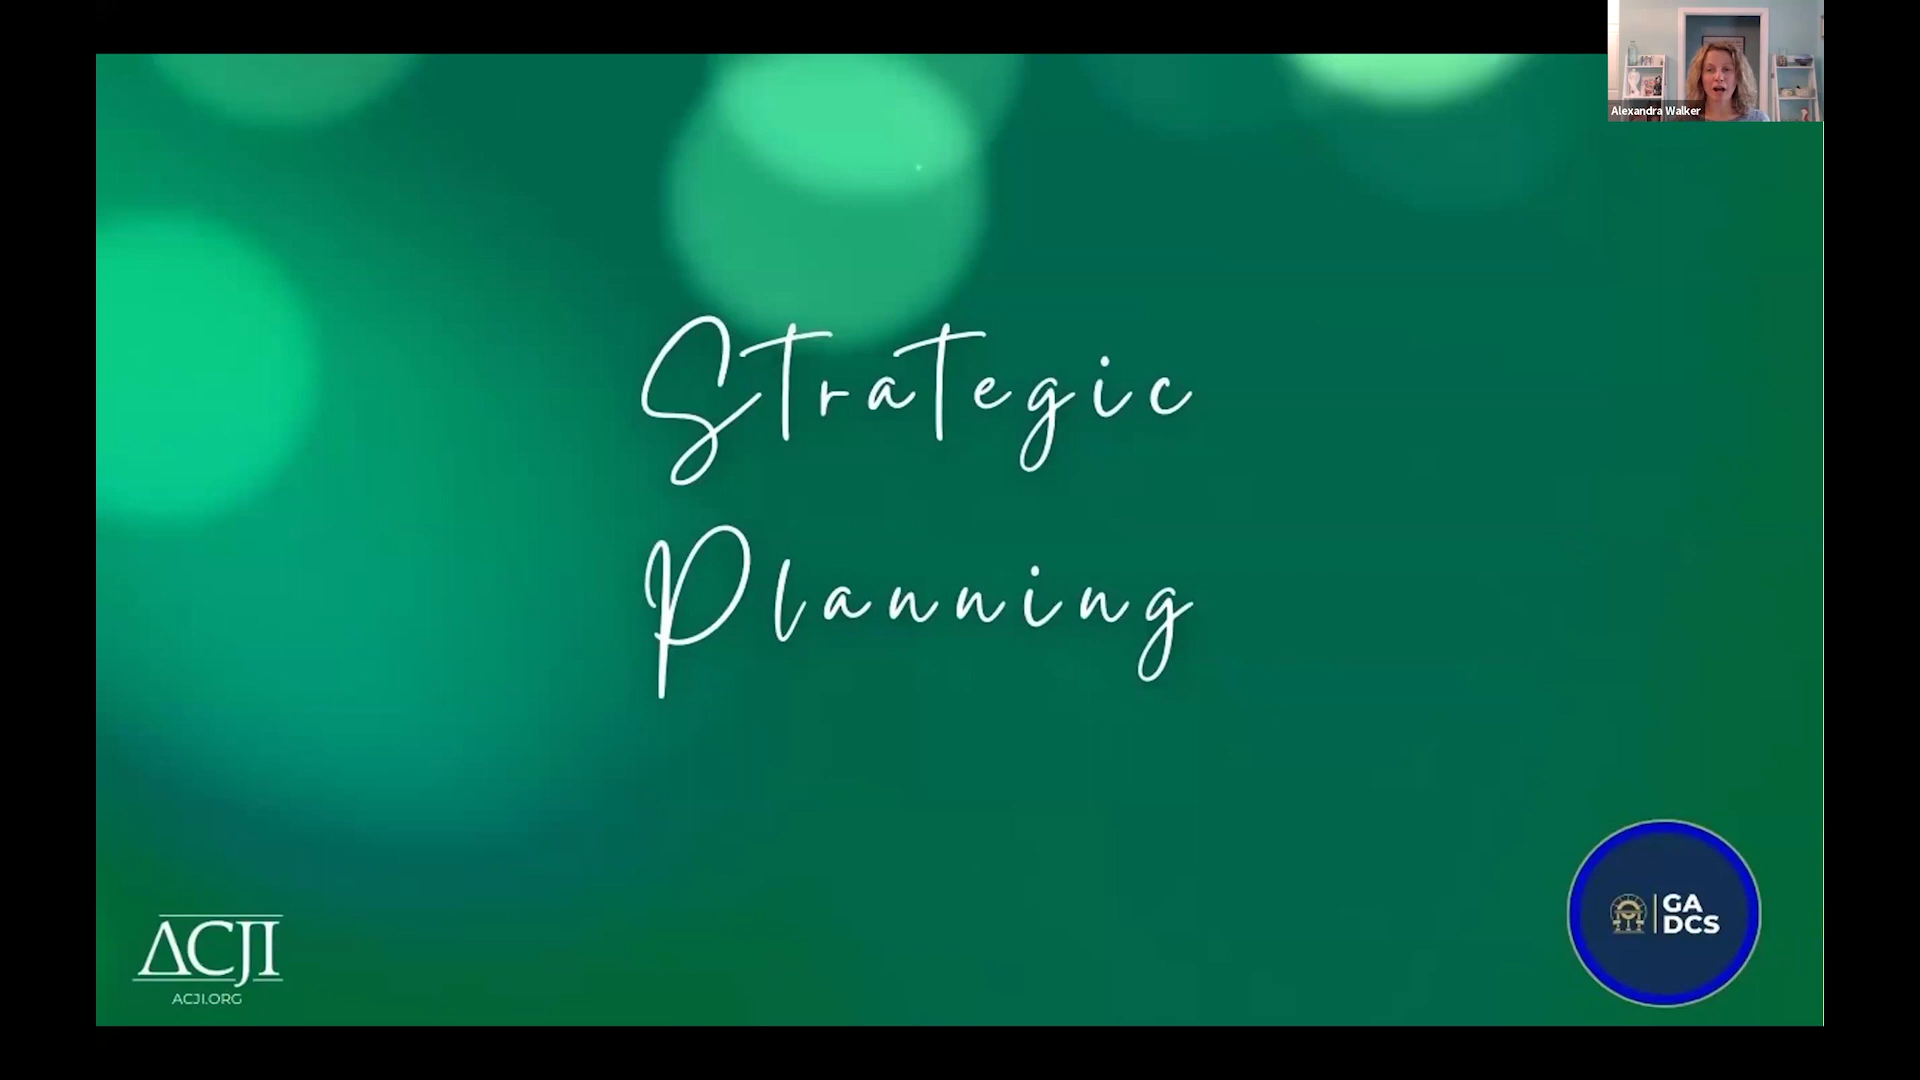 Alexandra Walker
Strategic
Planning
ACJI
ACJI.ORG
GA
DCS